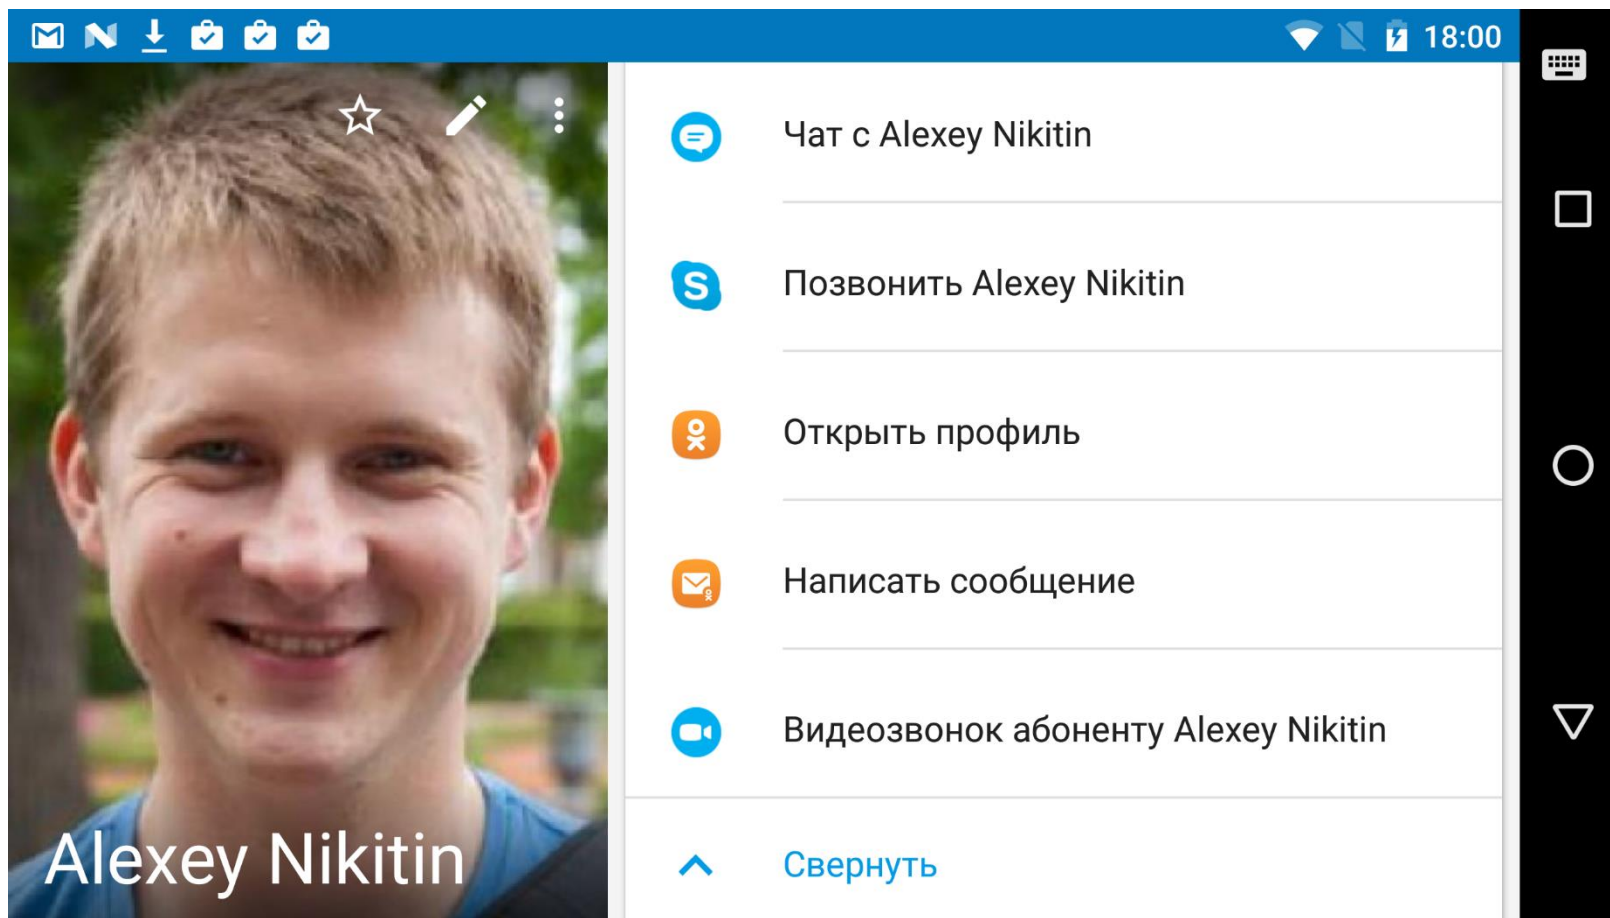 18:00
Alexey Nikitin
Чат с Alexey Nikitin
Позвонить Alexey Nikitin
Открыть профиль
Написать сообщение
Видеозвонок абоненту Alexey Nikitin
Свернуть